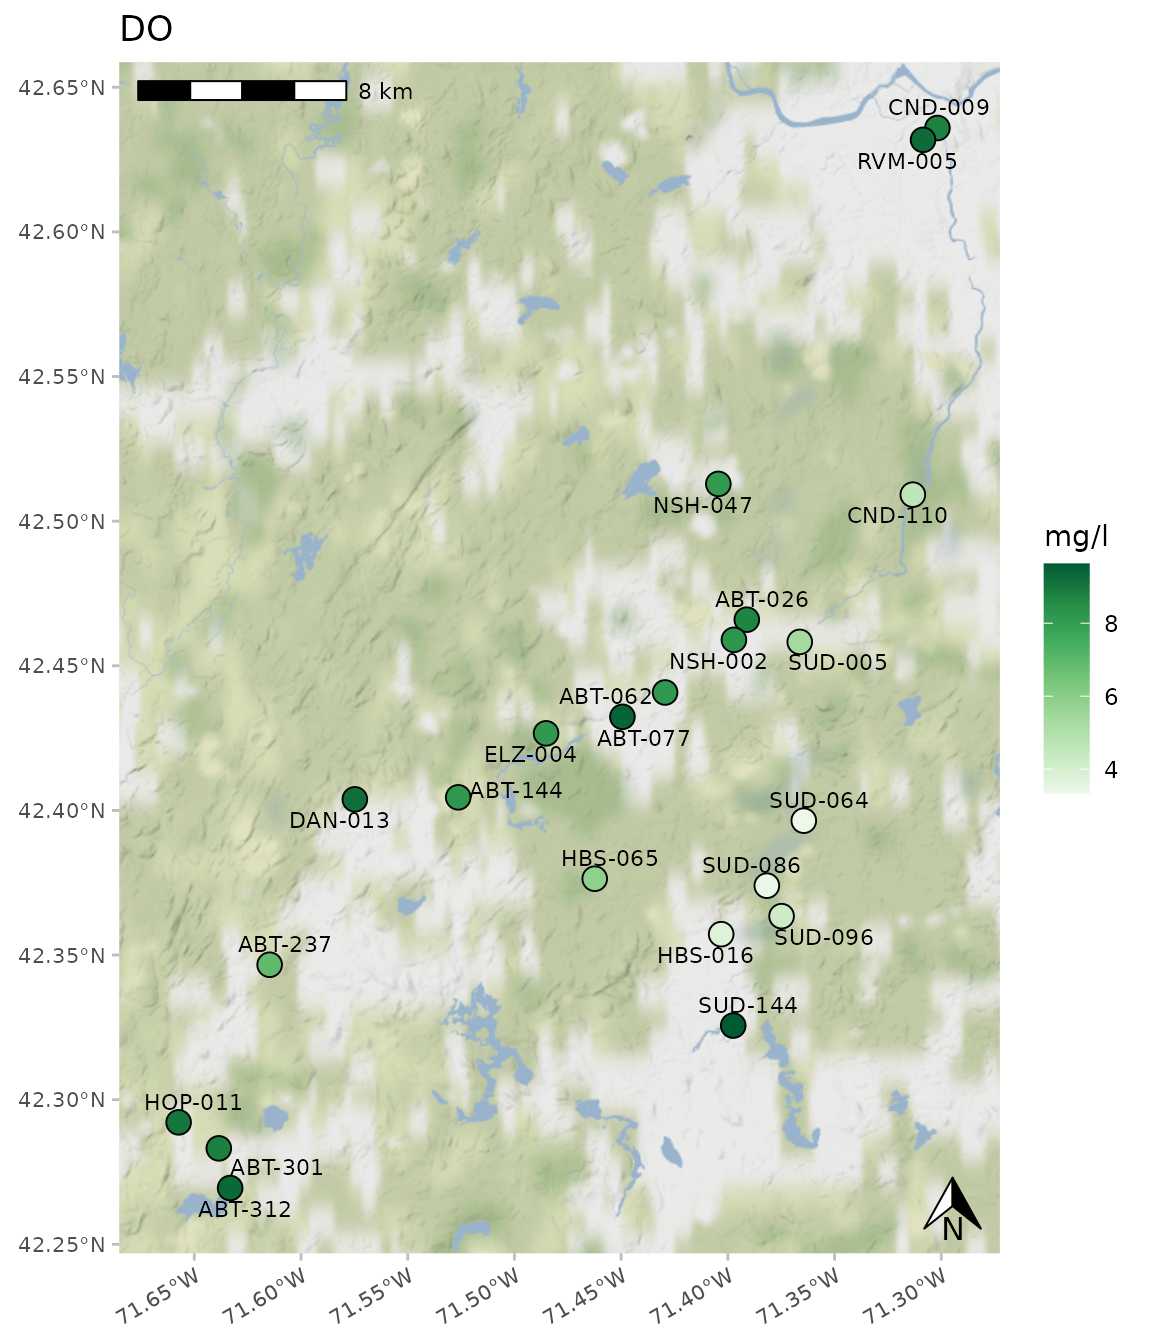 DO
42.65°N
8 km
CND-009
RVM-005
42.60°N
42.55°N
NSH-047
CND-110
42.50°N
mg/l
ABT-026
8
NSH-002
SUD-005
42.45°N
ABT-062
6
ABT-077
ELZ-004
4
ABT-144
SUD-064
42.40°N
DAN-013
HBS-065
SUD-086
SUD-096
ABT-237
HBS-016
42.35°N
SUD-144
HOP-011
42.30°N
ABT-301
ABT-312
N
42.25°N
71.65°W
71.60°W
71.55°W
71.50°W
71.45°W
71.40°W
71.35°W
71.30°W